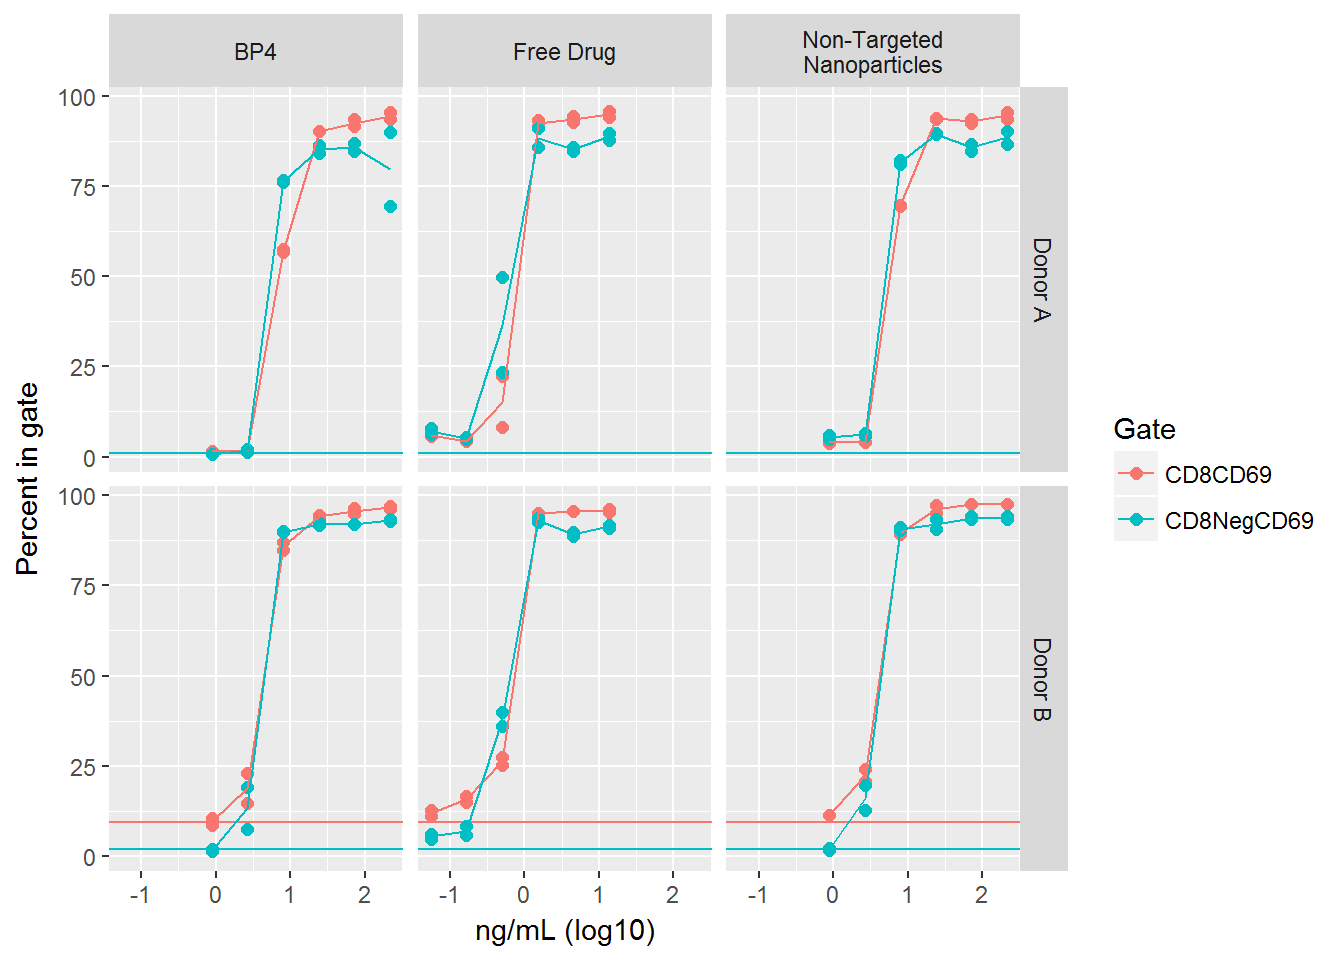 BP4
Free Drug
Non-Targeted
Nanoparticles
100
75
50
25
0
Donor A
100
75
50
25
0
Donor B
Percent in gate
-1 0 1 2
-1 0 1 2
-1 0 1 2
ng/mL (log10)
Gate
CD8CD69
CD8NegCD69